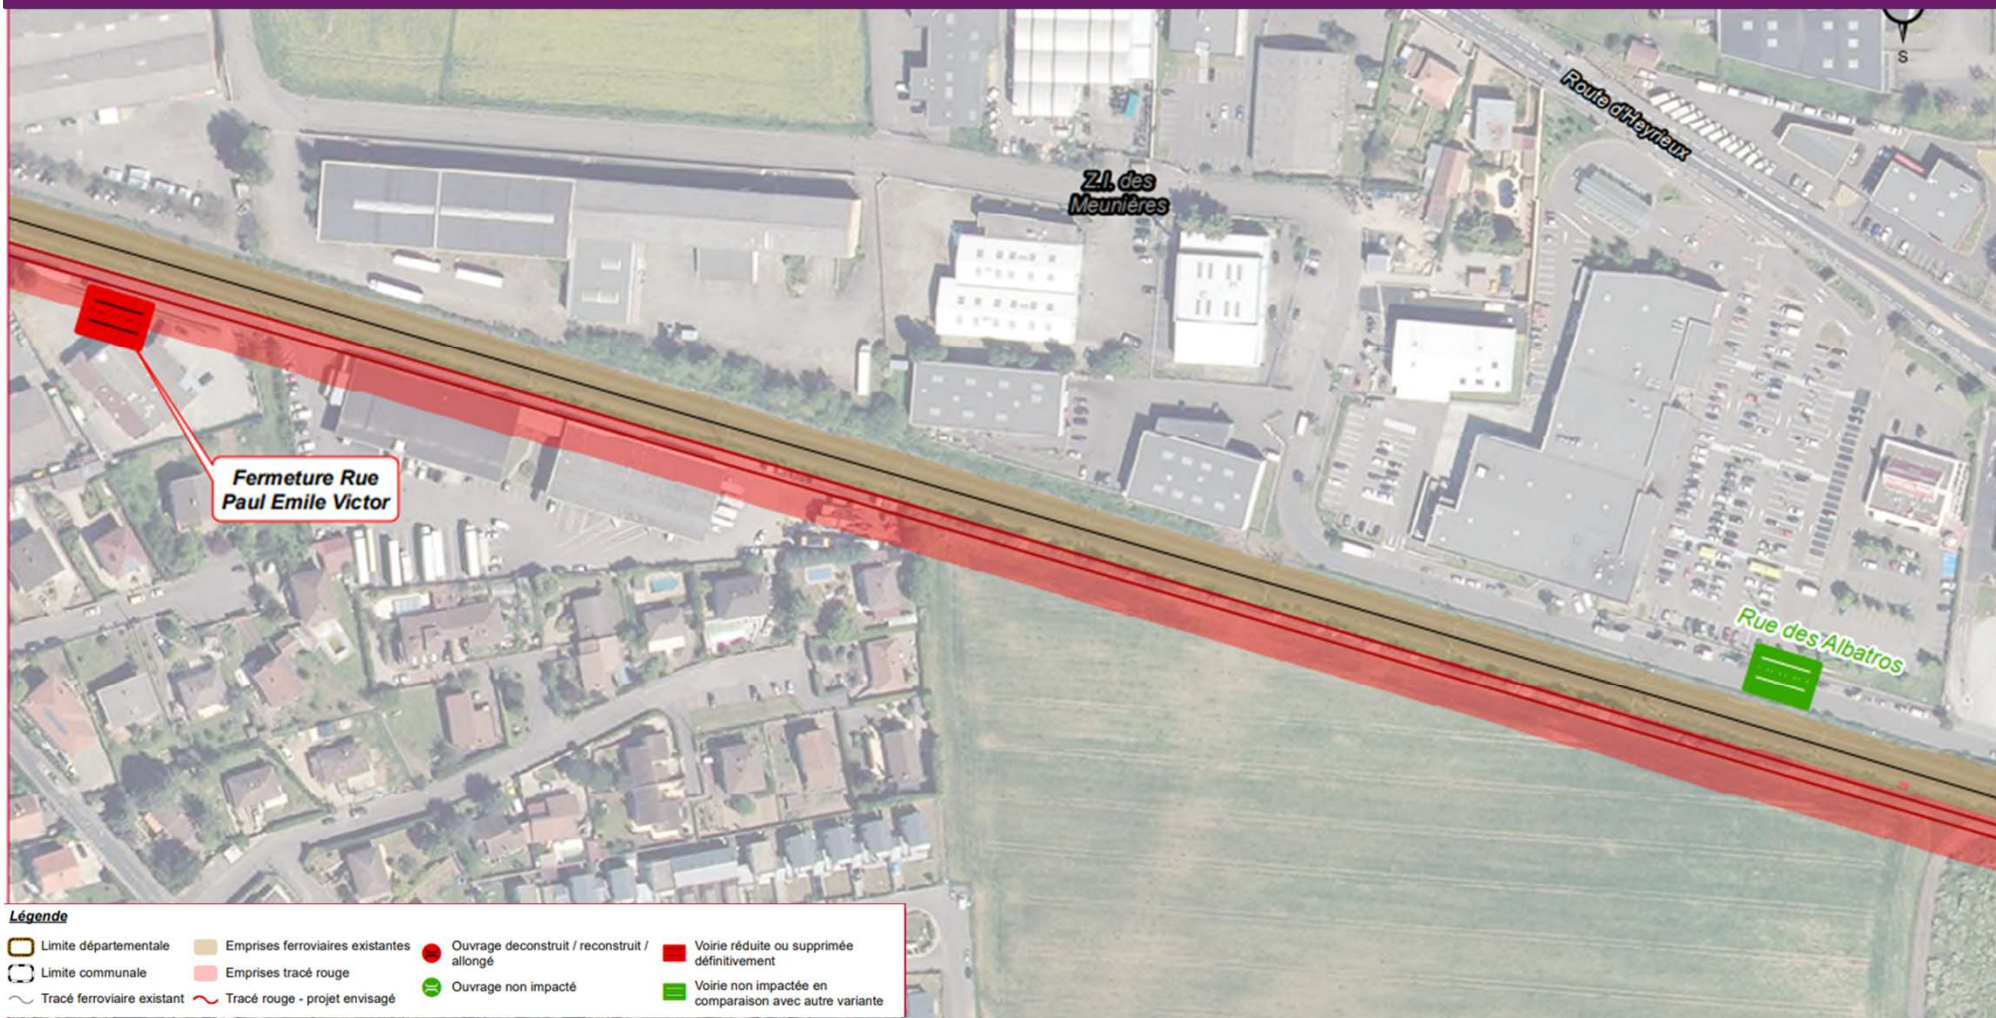 S
Route d'Heyrieux
Z.I. des
Meunières
Fermeture Rue
Paul Emile Victor
Rue des Albatros
Légende
Limite départementale
Limite communale
Tracé ferroviaire existant
Emprises ferroviaires existantes
Emprises tracé rouge
Tracé rouge - projet envisagé
Ouvrage deconstruit / reconstruit /
allongé
Ouvrage non impacté
Voirie réduite ou supprimée
définitivement
Voirie non impactée en
comparaison avec autre variante